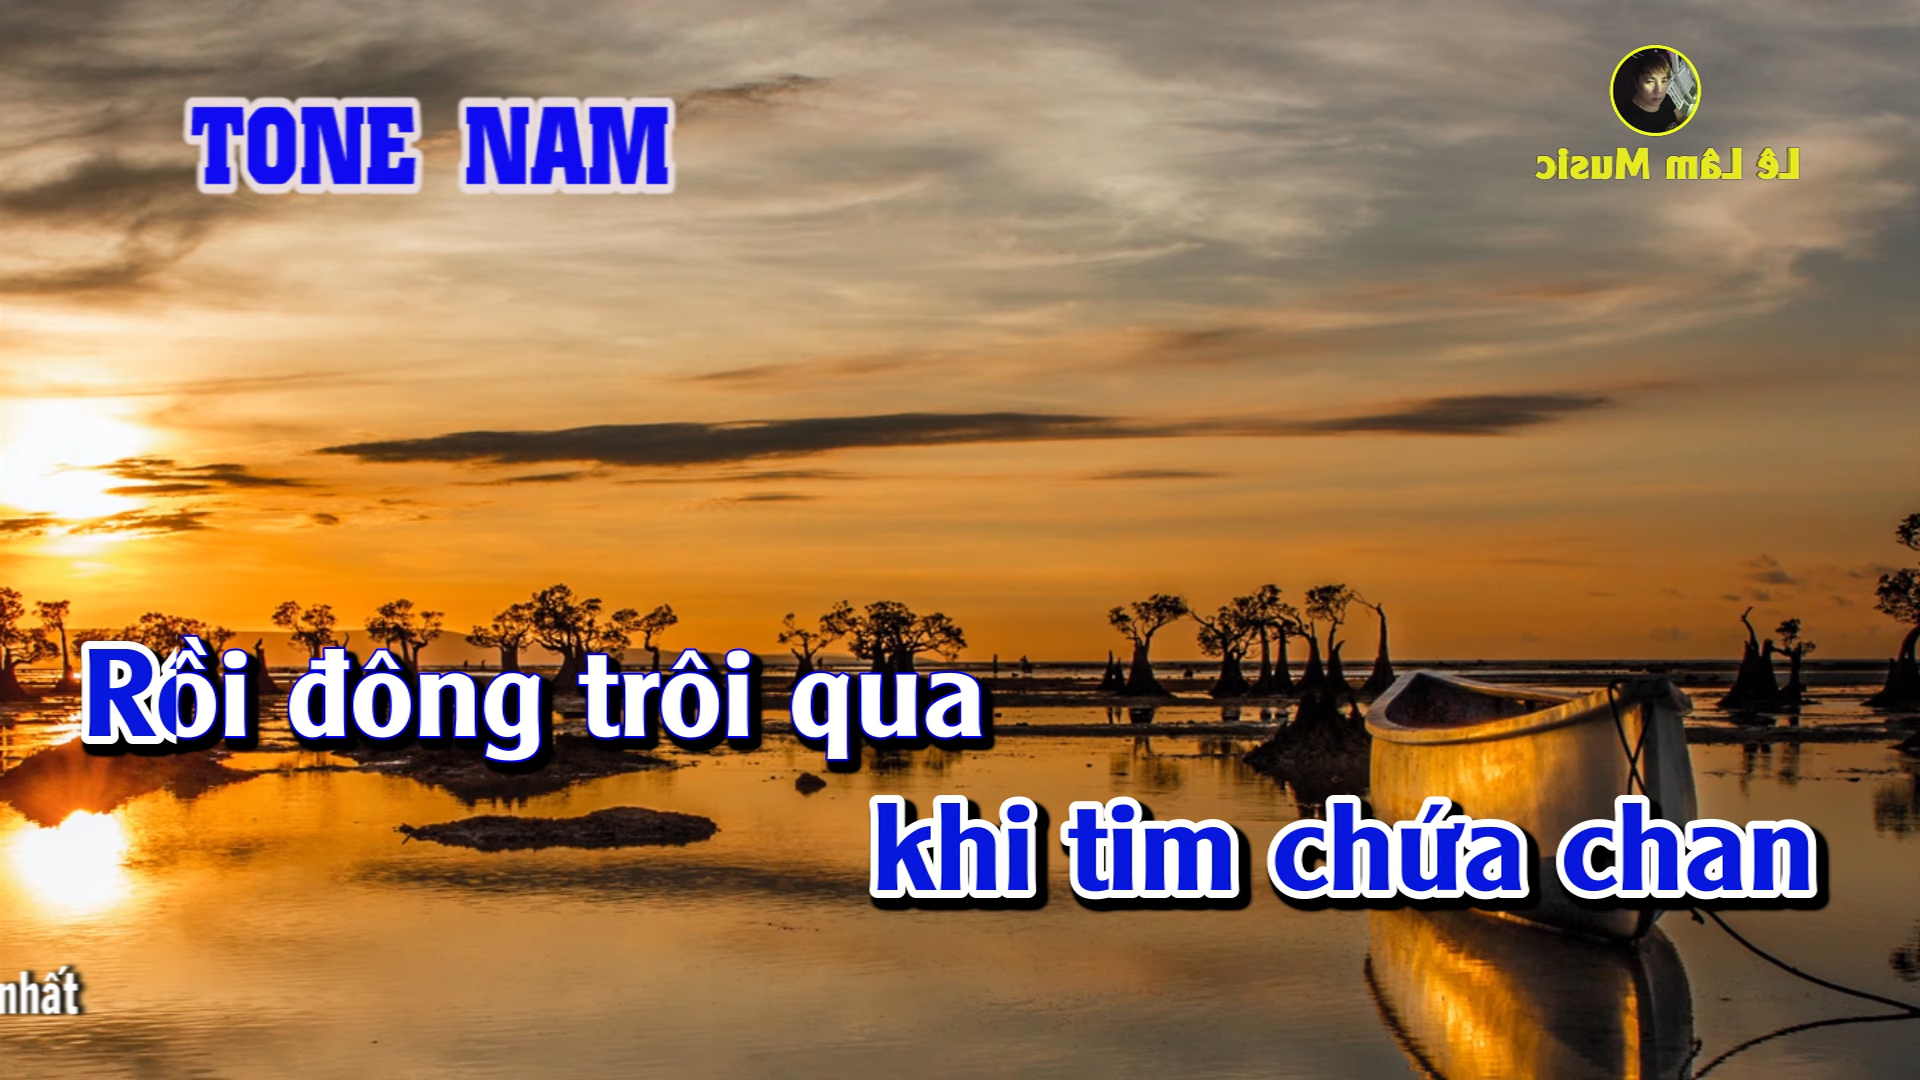 TONE NAM
Lê Lâm Music
Rồi đông trôi qua
khi tim chứa chan
nhất